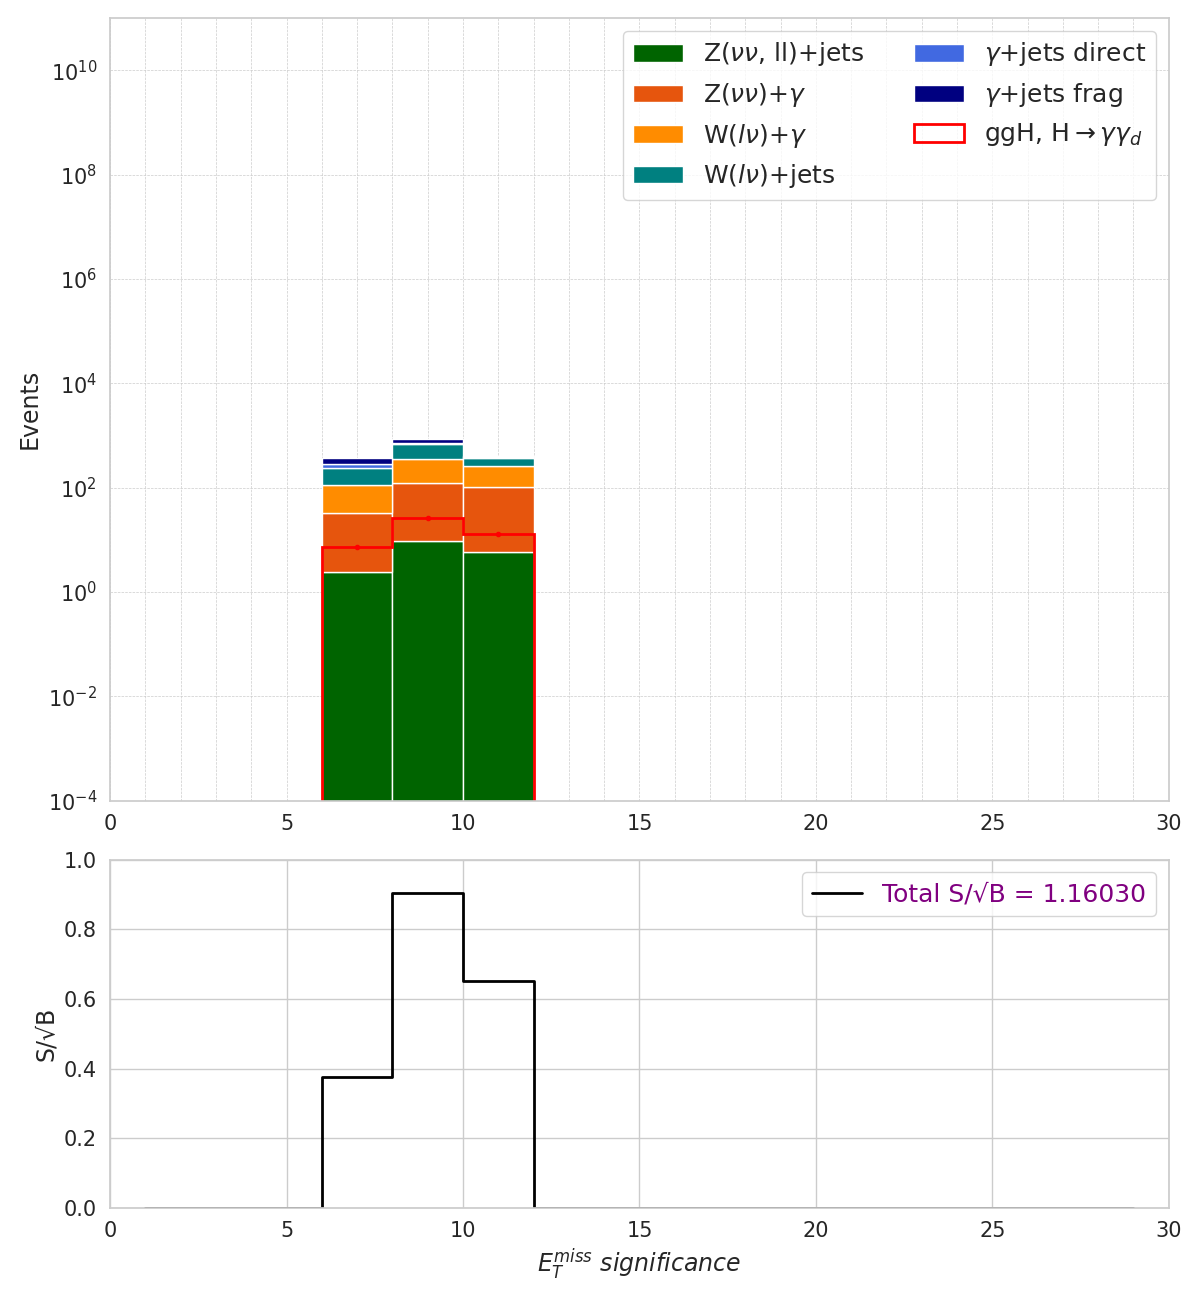 Z(νν, ll)+jets
Z(νν)+γ
W(lν)+γ
W(lν)+jets
γ+jets direct
γ+jets frag
ggH, H→γγ_d
10^10
10^8
10^6
10^4
10^2
10^0
10^−2
10^−4
Events
0 5 10 15 20 25 30
1.0
0.8
0.6
0.4
0.2
0.0
S/√B
Total S/√B = 1.16030
0 5 10 15 20 25 30
E_T^miss significance